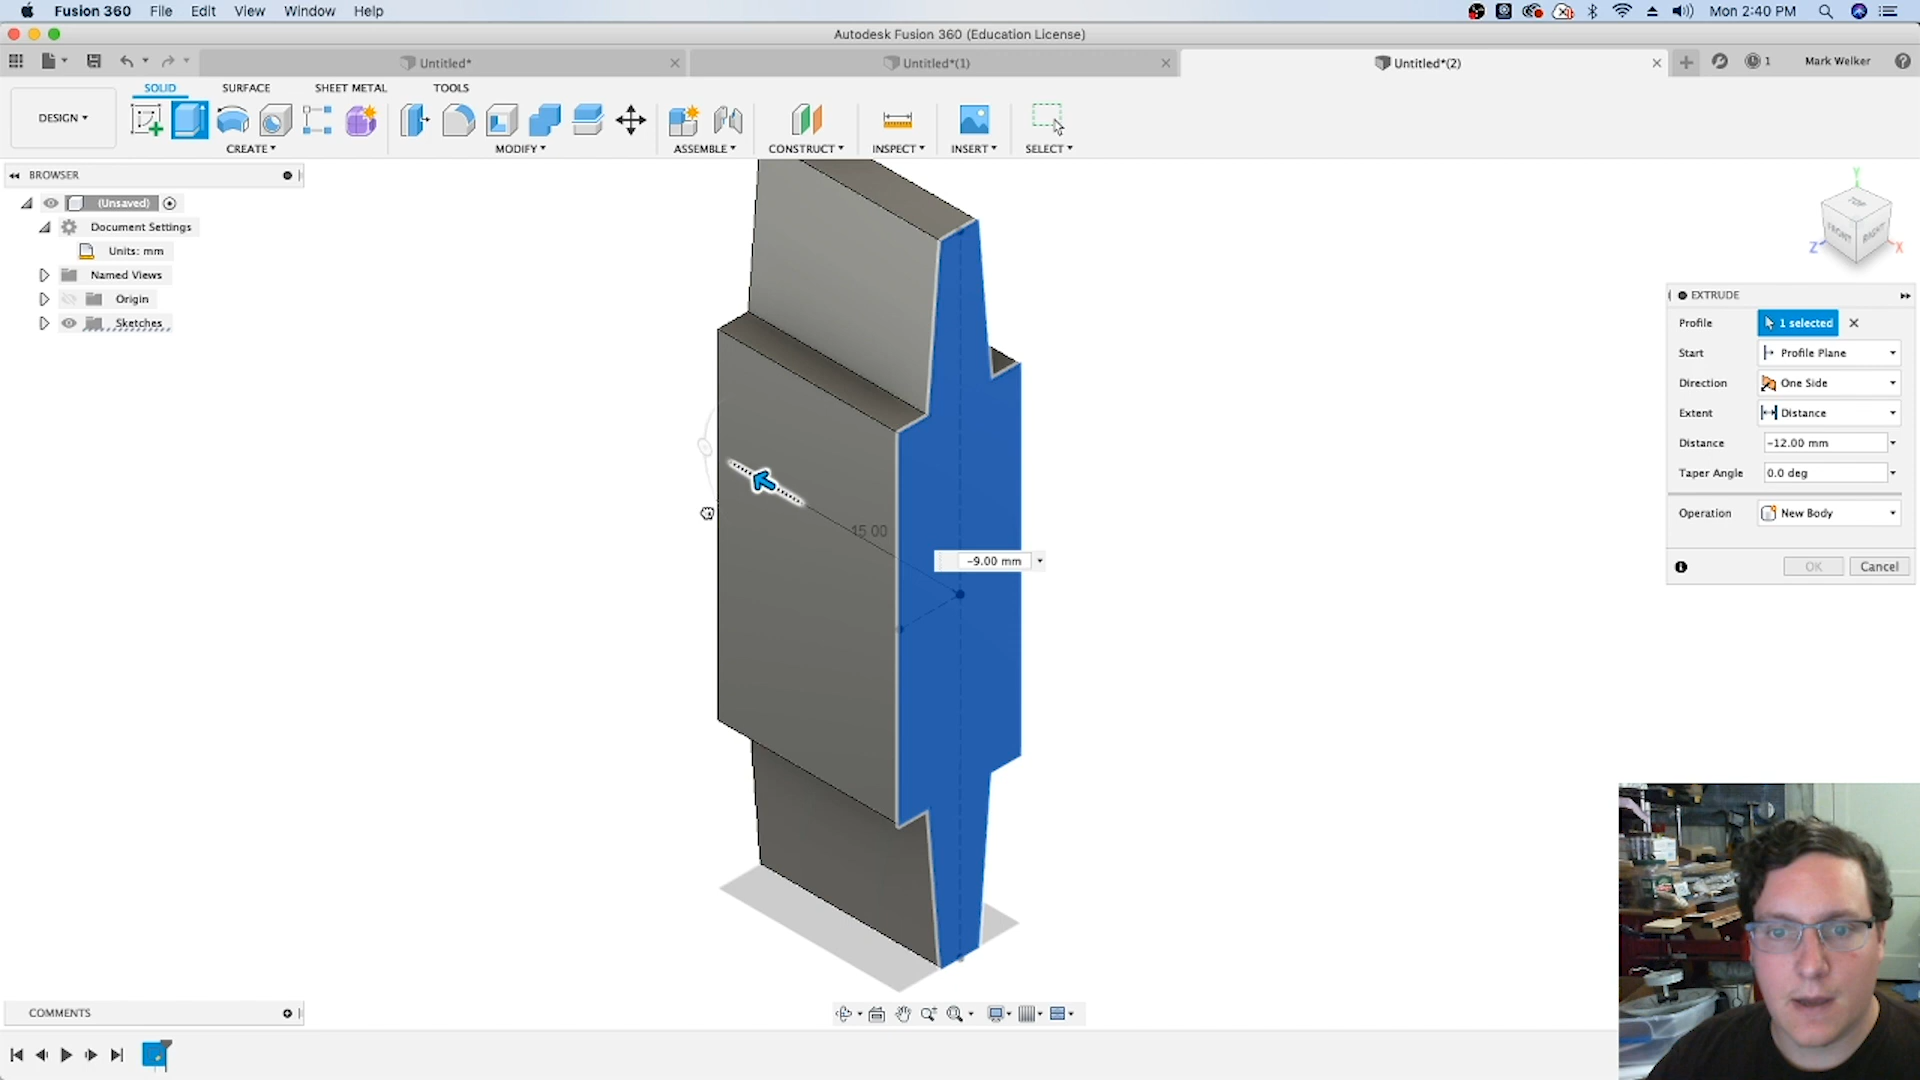 Fusion 360 File Edit View Window Help Mon 2:40 PM
Autodesk Fusion 360 (Education License)
Untitled* Untitled*(1) Untitled*(2) 1 Mark Welker
SOLID SURFACE SHEET METAL TOOLS
DESIGN
CREATE MODIFY ASSEMBLE CONSTRUCT INSPECT INSERT SELECT
BROWSER
(Unsaved)
Document Settings
Units: mm
Named Views
Origin
Sketches
Y
TOP
FRONT RIGHT
Z X
EXTRUDE
Profile 1 selected
Start Profile Plane
Direction One Side
Extent Distance
Distance -12.00 mm
Taper Angle 0.0 deg
Operation New Body
OK Cancel
15.00
-9.00 mm
COMMENTS